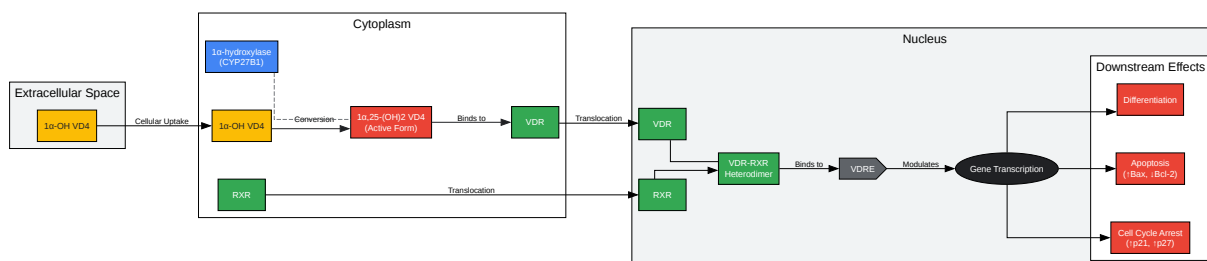 Cytoplasm
1α-hydroxylase
(CYP27B1)
Extracellular Space
1α-OH VD4
Cellular Uptake
1α-OH VD4
Conversion
1α,25-(OH)2 VD4
(Active Form)
Binds to
VDR
Translocation
RXR
Translocation
Nucleus
VDR
RXR
VDR-RXR
Heterodimer
Binds to
VDRE
Modulates
Gene Transcription
Downstream Effects
Differentiation
Apoptosis
(↑Bax, ↓Bcl-2)
Cell Cycle Arrest
(↑p21, ↑p27)